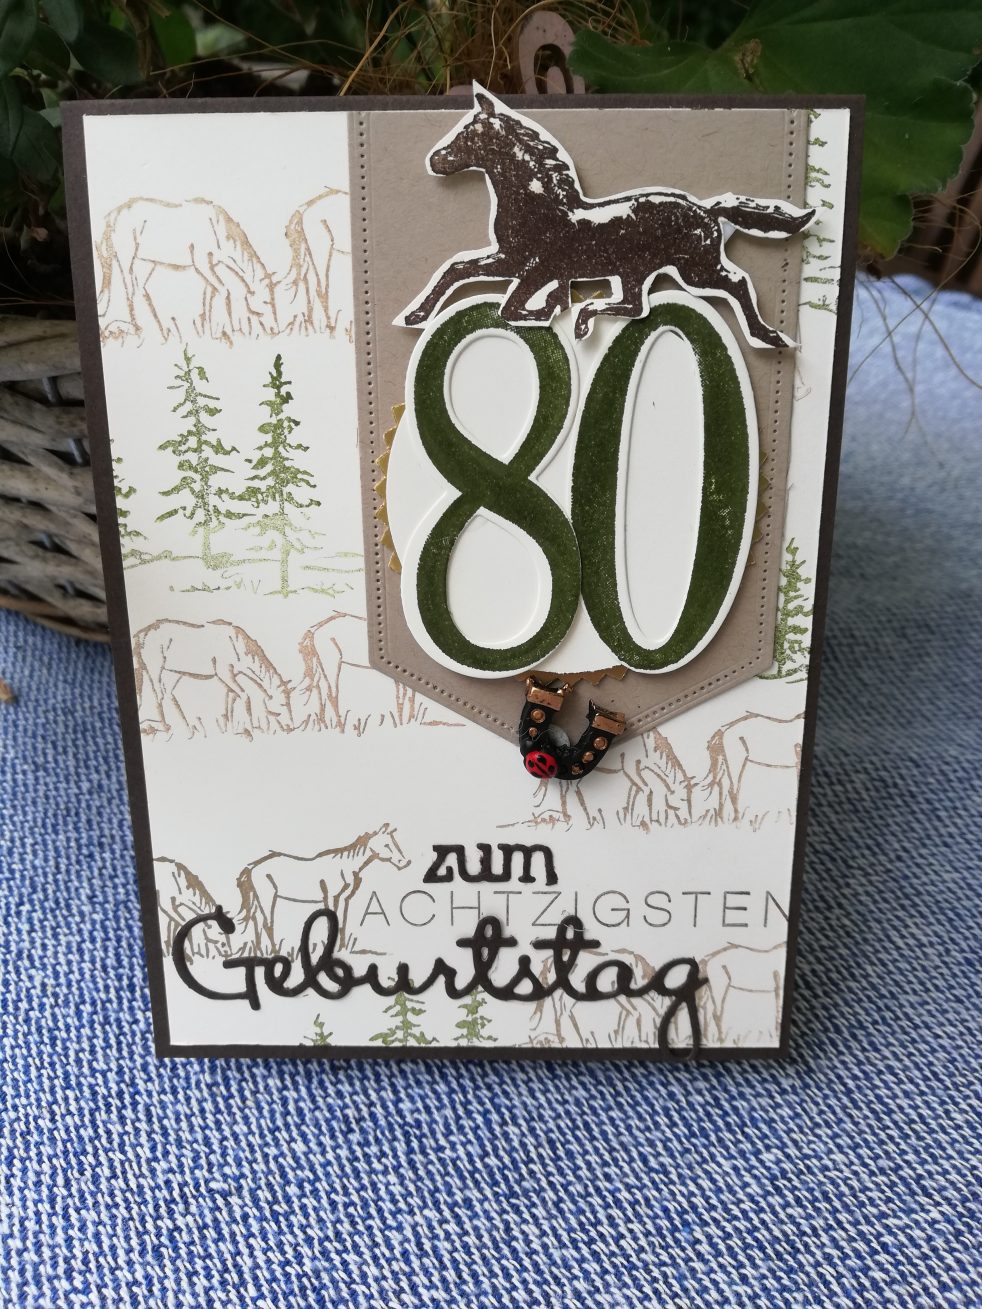 80
zum
ACHTZIGSTEN
Geburtstag